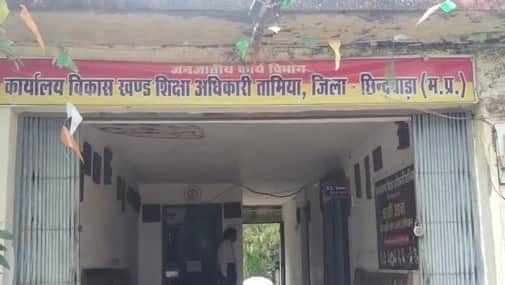 जनजातीय कार्य विभाग
कार्यालय विकास खण्ड शिक्षा अधिकारी तामिया, जिला - छिन्दवाड़ा (म.प्र.)